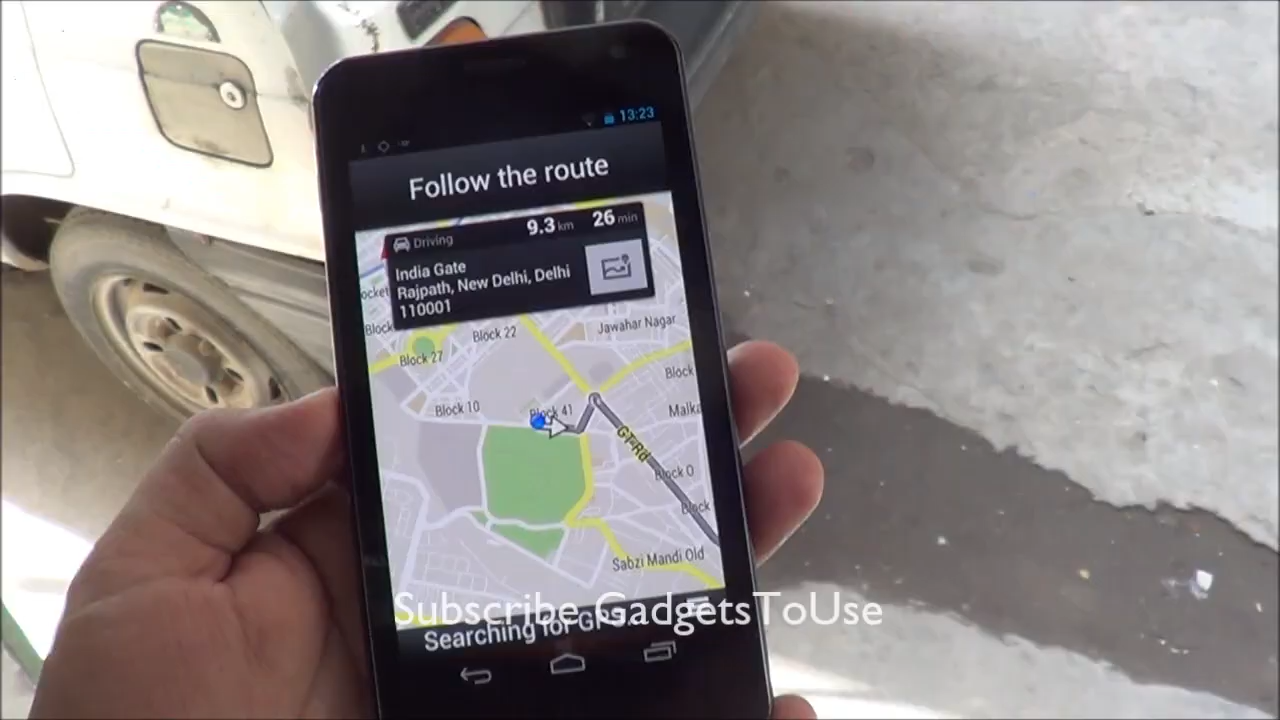 13:23
Follow the route
Driving 9.3 km 26 min
India Gate
Rajpath, New Delhi, Delhi
110001
Block
Block 22
Jawahar Nagar
Block 27
Block
Block 10
Block 41
Malka
GT-Rd
Block O
Block
Sabzi Mandi Old
Subscribe GadgetsToUse
Searching for GPS